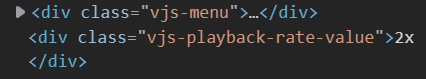 ▶<div class="vjs-menu">…</div>
<div class="vjs-playback-rate-value">2x
</div>